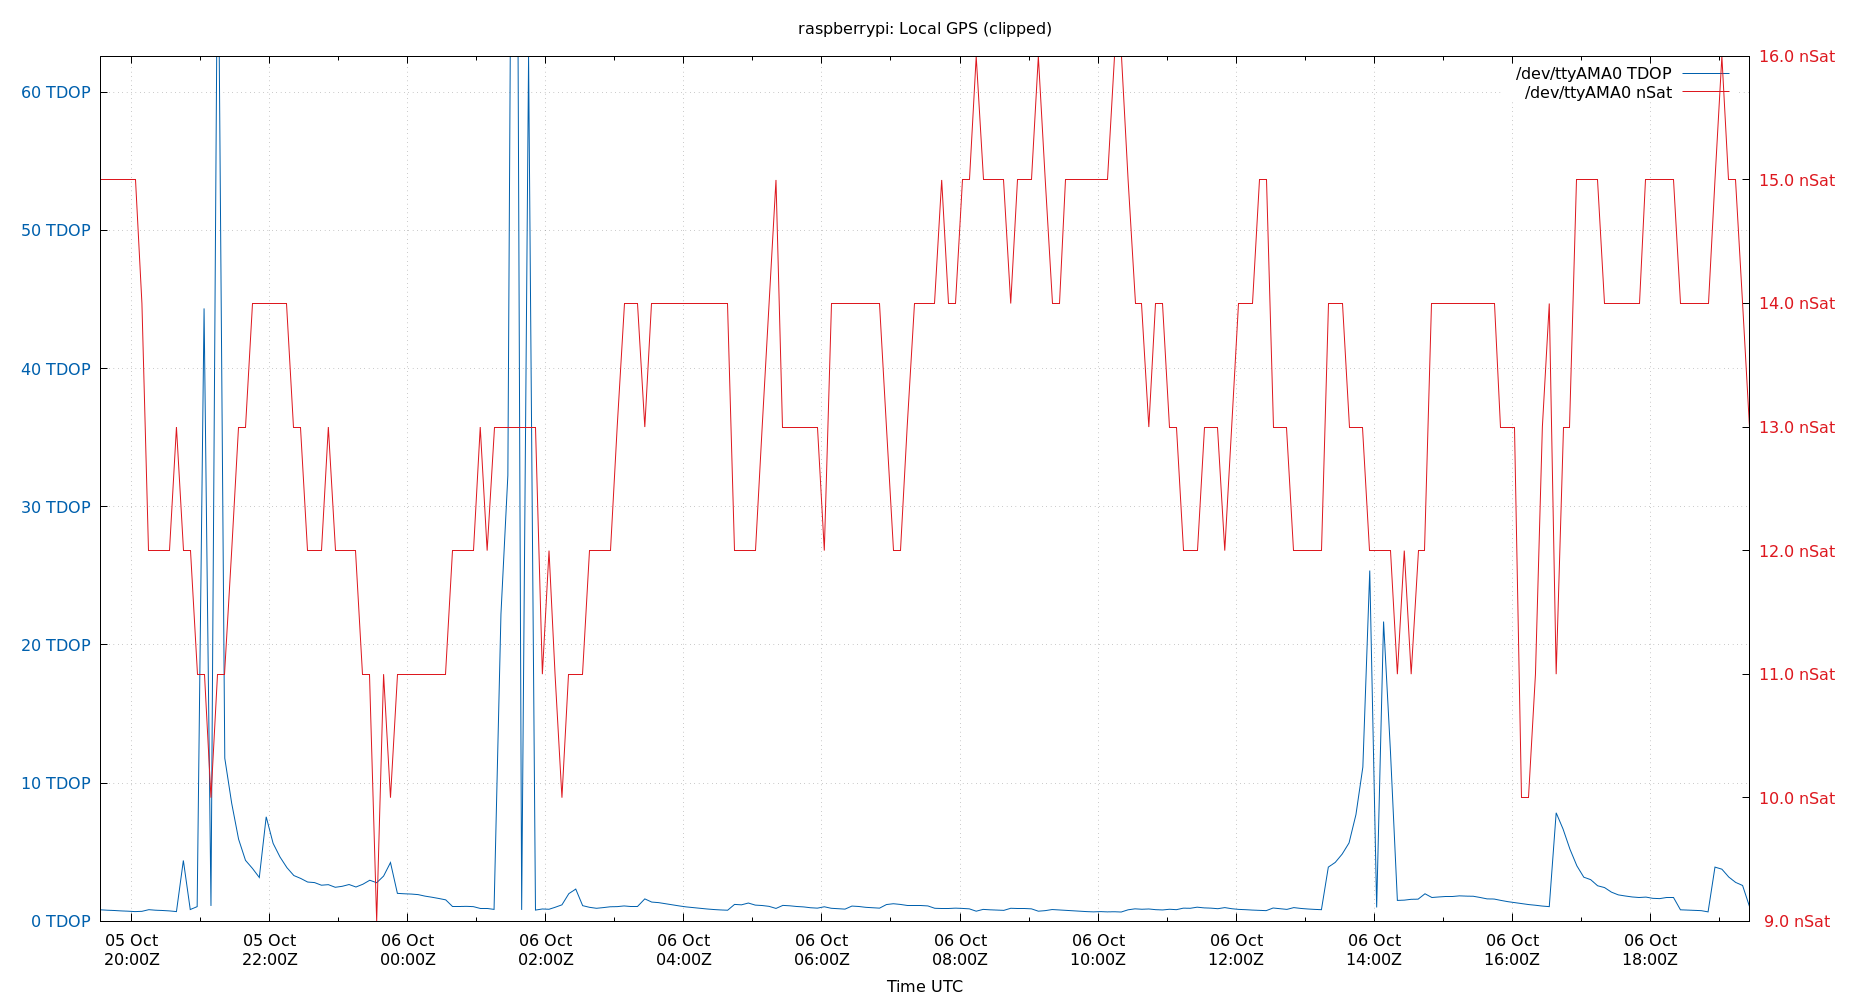 raspberrypi: Local GPS (clipped)
/dev/ttyAMA0 TDOP
/dev/ttyAMA0 nSat
60 TDOP
50 TDOP
40 TDOP
30 TDOP
20 TDOP
10 TDOP
0 TDOP
16.0 nSat
15.0 nSat
14.0 nSat
13.0 nSat
12.0 nSat
11.0 nSat
10.0 nSat
9.0 nSat
05 Oct
20:00Z
05 Oct
22:00Z
06 Oct
00:00Z
06 Oct
02:00Z
06 Oct
04:00Z
06 Oct
06:00Z
06 Oct
08:00Z
06 Oct
10:00Z
06 Oct
12:00Z
06 Oct
14:00Z
06 Oct
16:00Z
06 Oct
18:00Z
Time UTC